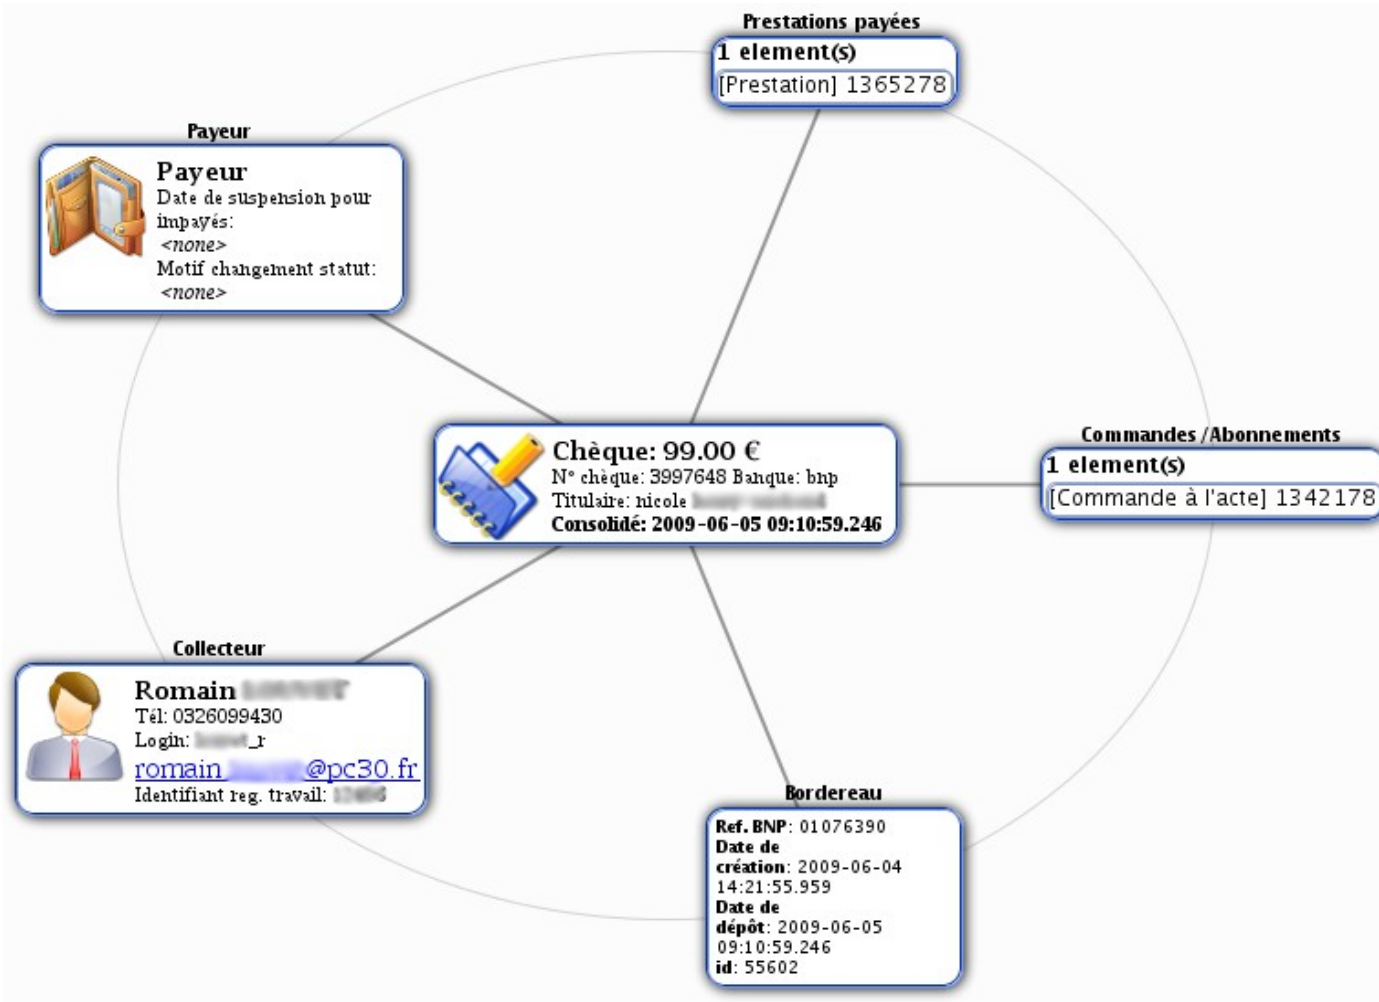 Prestations payées
1 element(s)
[Prestation] 1365278
Payeur
Payeur
Date de suspension pour
impayés:
<none>
Motif changement statut:
<none>
Commandes /Abonnements
1 element(s)
[Commande à l'acte] 1342178
Chèque: 99.00 €
N° chèque: 3997648 Banque: bnp
Titulaire: nicole
Consolidé: 2009-06-05 09:10:59.246
Collecteur
Romain
Tél: 0326099430
Login: _r
romain @pc30.fr
Identifiant reg. travail:
Bordereau
Ref. BNP: 01076390
Date de
création: 2009-06-04
14:21:55.959
Date de
dépôt: 2009-06-05
09:10:59.246
id: 55602